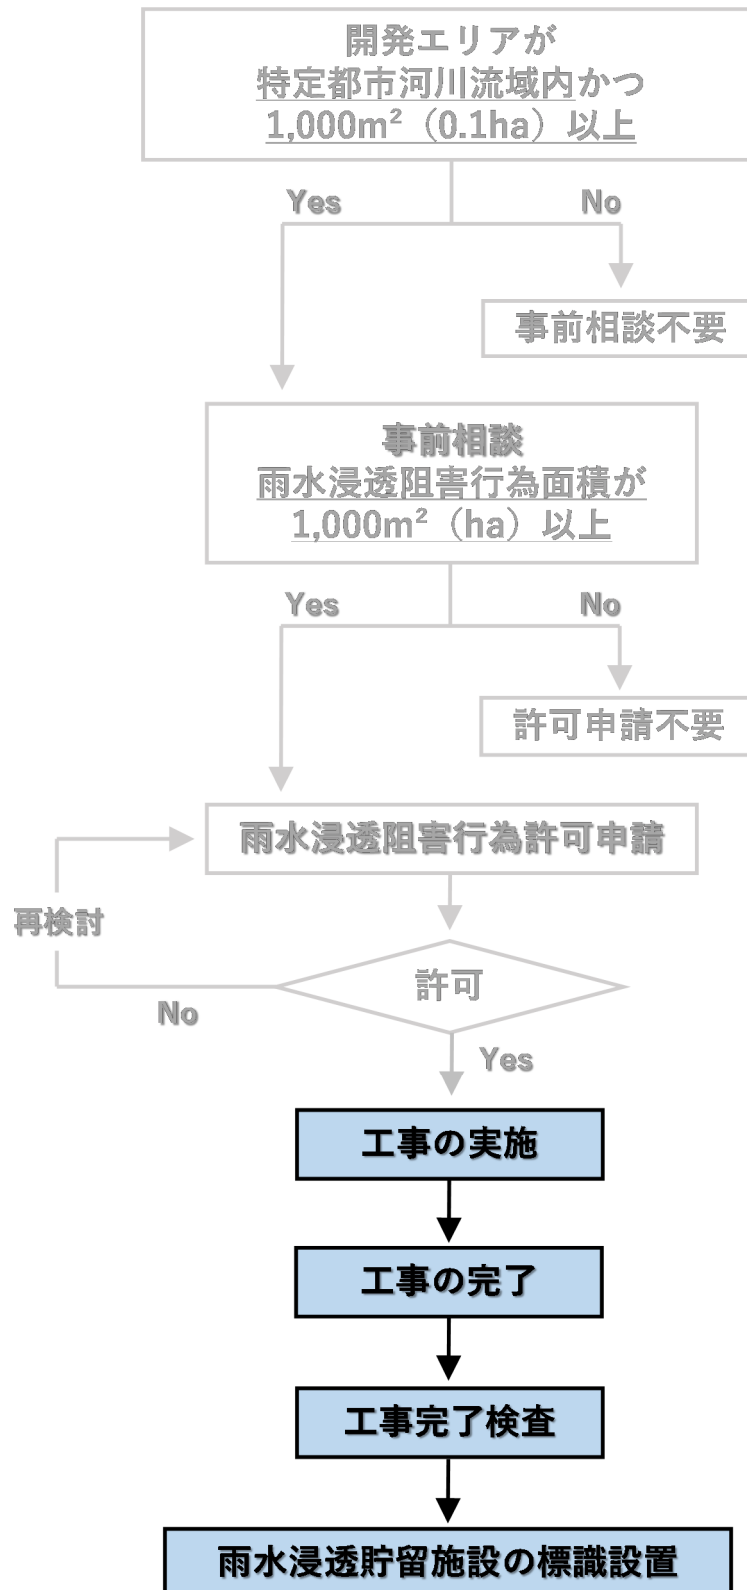 開発エリアが
特定都市河川流域内かつ
1,000m²（0.1ha）以上
Yes
No
事前相談不要
事前相談
雨水浸透阻害行為面積が
1,000m²（ha）以上
Yes
No
許可申請不要
雨水浸透阻害行為許可申請
再検討
許可
No
Yes
工事の実施
工事の完了
工事完了検査
雨水浸透貯留施設の標識設置